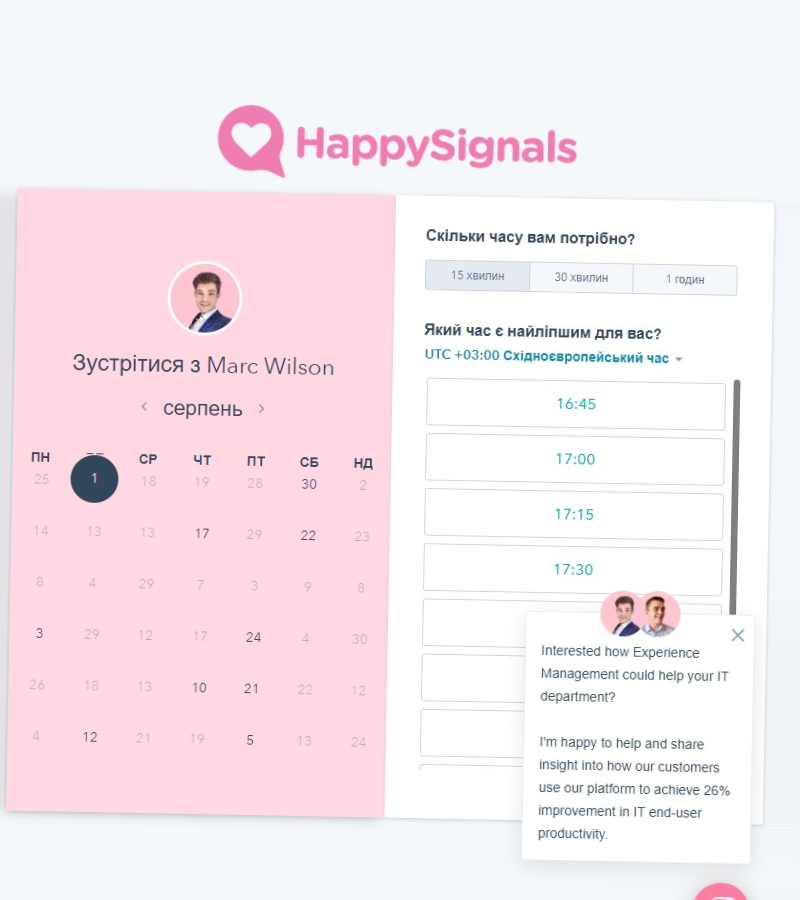 HappySignals
Зустрітися з Marc Wilson
серпень
ПН СР ЧТ ПТ СБ НД
25 1 18 19 28 30 2
14 13 13 17 29 22 23
8 4 29 7 3 9 8
3 29 12 17 24 4 30
26 18 13 10 21 22 12
4 12 21 19 5 13 24
Скільки часу вам потрібно?
15 хвилин 30 хвилин 1 годин
Який час є найліпшим для вас?
UTC +03:00 Східноєвропейський час
16:45
17:00
17:15
17:30
Interested how Experience
Management could help your IT
department?
I'm happy to help and share
insight into how our customers
use our platform to achieve 26%
improvement in IT end-user
productivity.